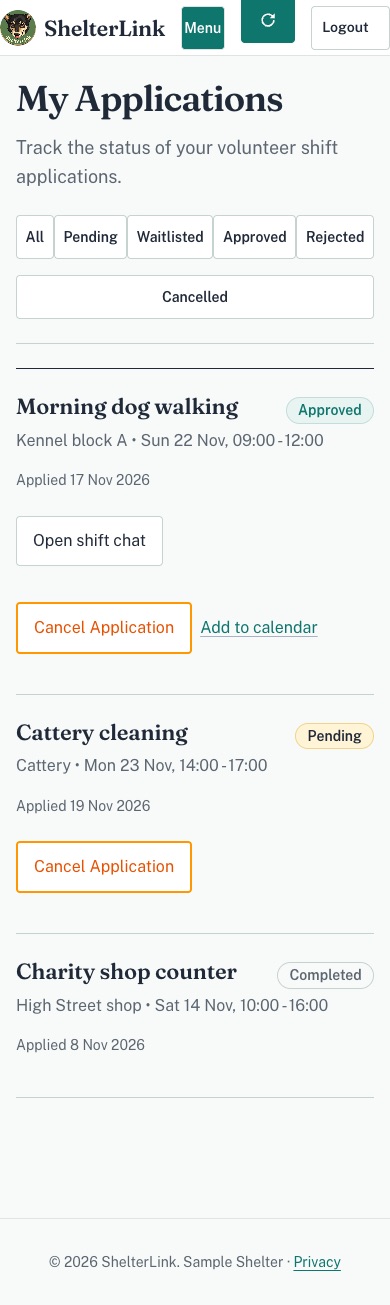 ShelterLink
Menu
Logout
My Applications
Track the status of your volunteer shift
applications.
All
Pending
Waitlisted
Approved
Rejected
Cancelled
Morning dog walking
Approved
Kennel block A • Sun 22 Nov, 09:00 - 12:00
Applied 17 Nov 2026
Open shift chat
Cancel Application
Add to calendar
Cattery cleaning
Pending
Cattery • Mon 23 Nov, 14:00 - 17:00
Applied 19 Nov 2026
Cancel Application
Charity shop counter
Completed
High Street shop • Sat 14 Nov, 10:00 - 16:00
Applied 8 Nov 2026
© 2026 ShelterLink. Sample Shelter · Privacy